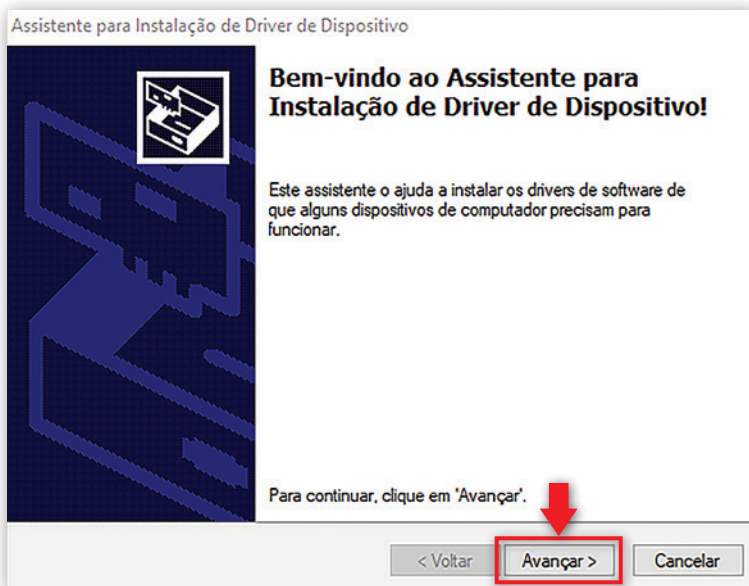 Assistente para Instalação de Driver de Dispositivo
Bem-vindo ao Assistente para
Instalação de Driver de Dispositivo!
Este assistente o ajuda a instalar os drivers de software de
que alguns dispositivos de computador precisam para
funcionar.
Para continuar, clique em 'Avançar'.
< Voltar
Avançar >
Cancelar